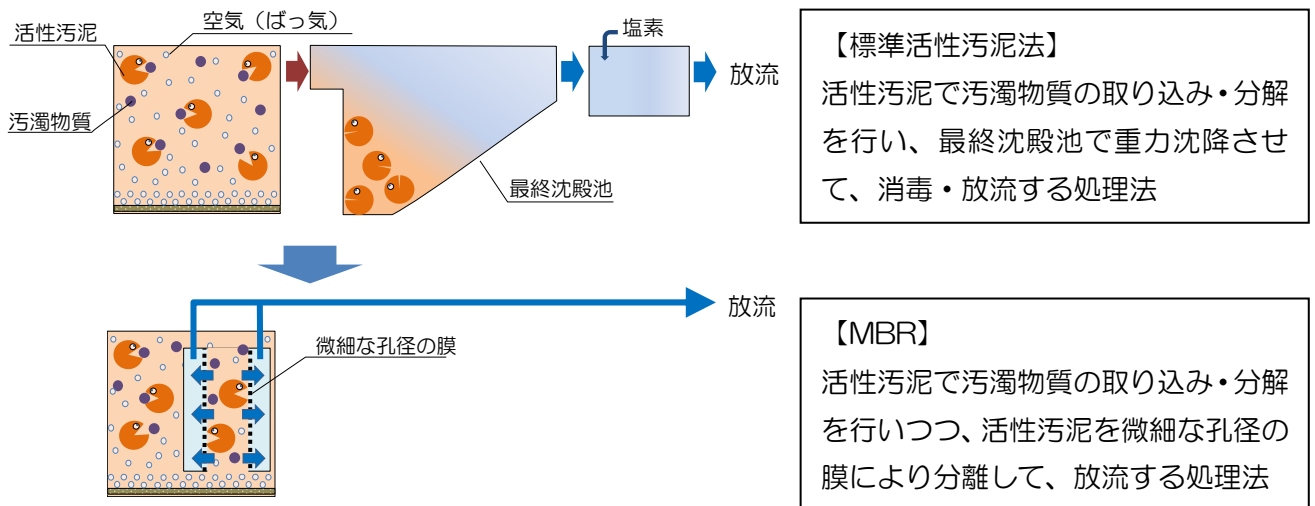 空気（ばっ気）
活性汚泥
塩素
汚濁物質
放流
最終沈殿池
【標準活性汚泥法】
活性汚泥で汚濁物質の取り込み・分解
を行い、最終沈殿池で重力沈降させ
て、消毒・放流する処理法
放流
微細な孔径の膜
【MBR】
活性汚泥で汚濁物質の取り込み・分解
を行いつつ、活性汚泥を微細な孔径の
膜により分離して、放流する処理法